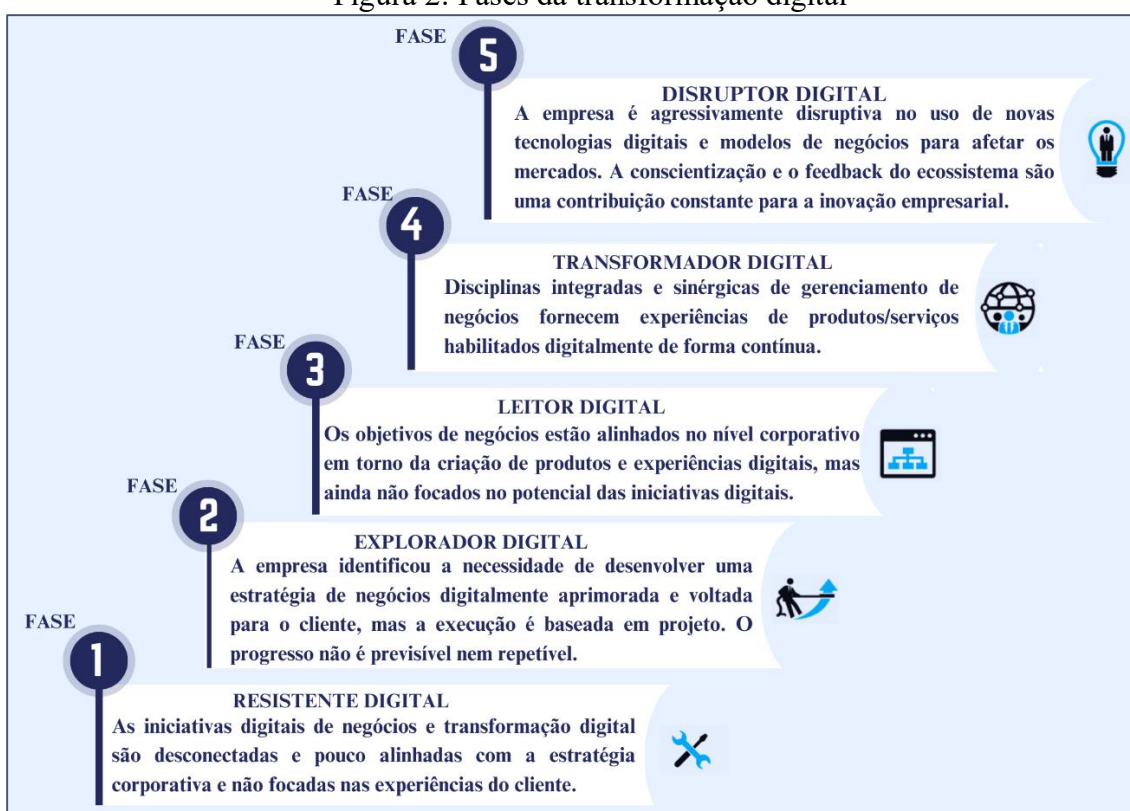 Figura 2: Fases da transformação digital
FASE
5
DISRUPTOR DIGITAL
A empresa é agressivamente disruptiva no uso de novas
tecnologias digitais e modelos de negócios para afetar os
mercados. A conscientização e o feedback do ecossistema são
uma contribuição constante para a inovação empresarial.
FASE
4
TRANSFORMADOR DIGITAL
Disciplinas integradas e sinérgicas de gerenciamento de
negócios fornecem experiências de produtos/serviços
habilitados digitalmente de forma contínua.
FASE
3
LEITOR DIGITAL
Os objetivos de negócios estão alinhados no nível corporativo
em torno da criação de produtos e experiências digitais, mas
ainda não focados no potencial das iniciativas digitais.
FASE
2
EXPLORADOR DIGITAL
A empresa identificou a necessidade de desenvolver uma
estratégia de negócios digitalmente aprimorada e voltada
para o cliente, mas a execução é baseada em projeto. O
progresso não é previsível nem repetível.
FASE
1
RESISTENTE DIGITAL
As iniciativas digitais de negócios e transformação digital
são desconectadas e pouco alinhadas com a estratégia
corporativa e não focadas nas experiências do cliente.